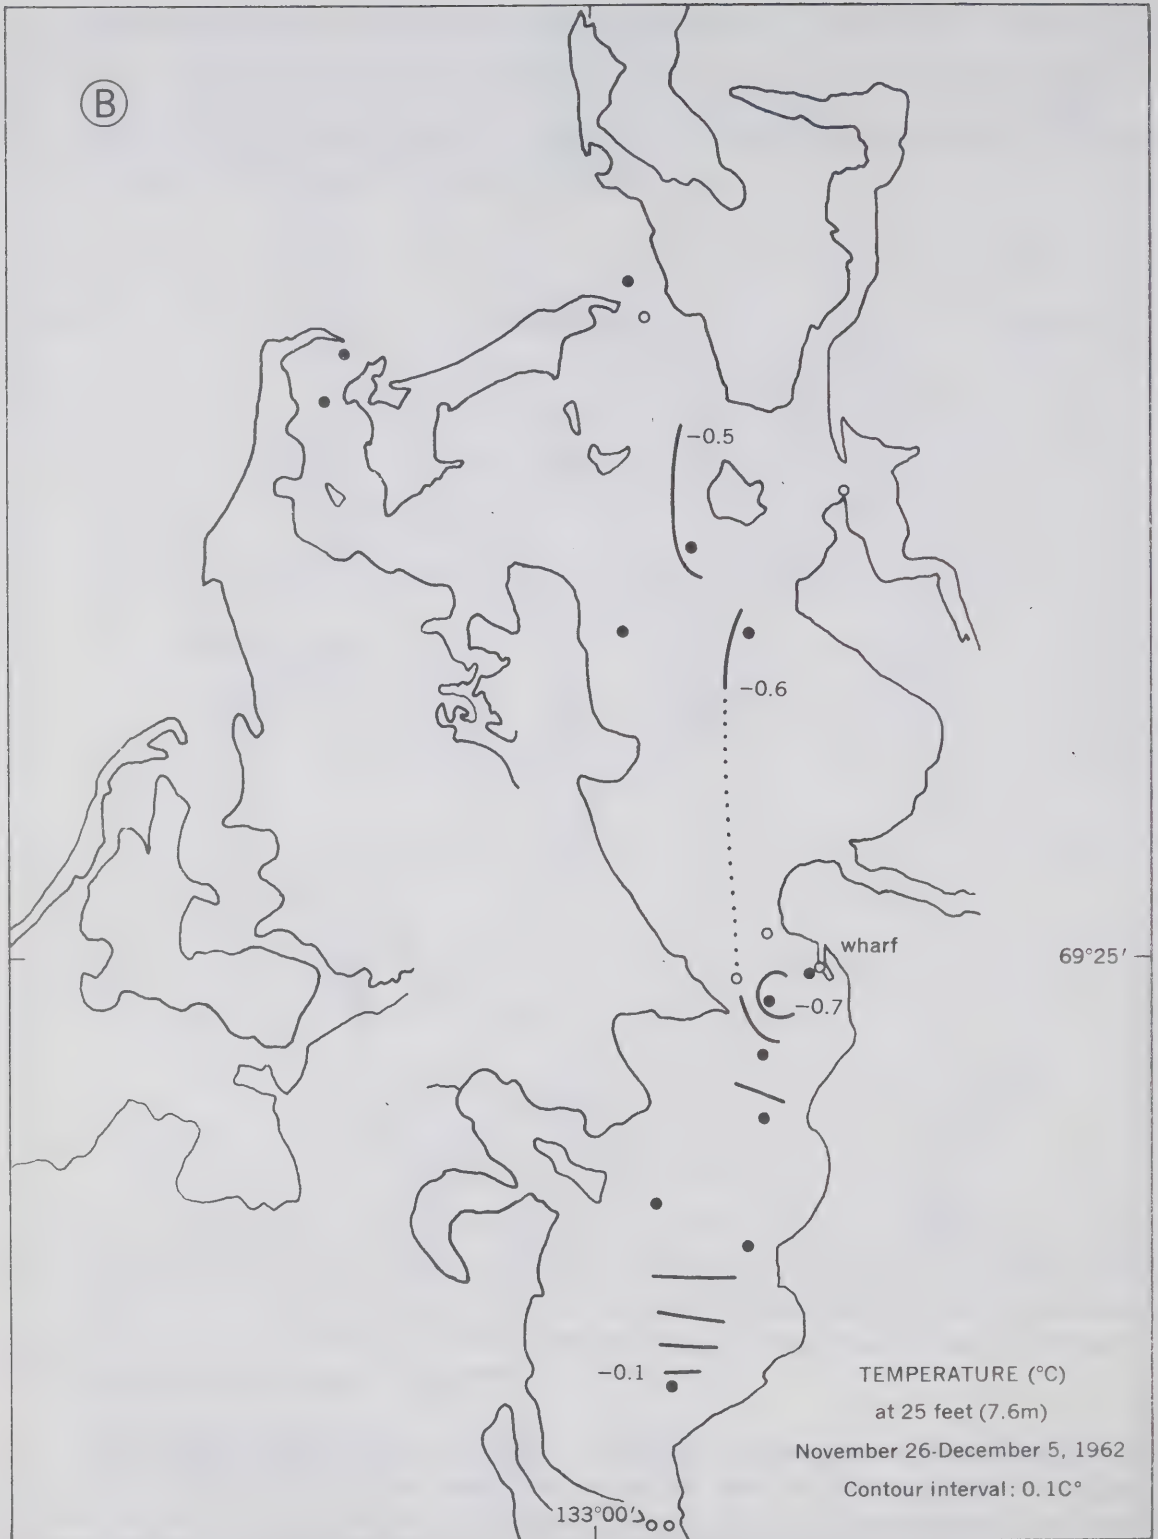 B
−0.5
−0.6
wharf
69°25′
−0.7
−0.1
TEMPERATURE (°C)
at 25 feet (7.6m)
November 26-December 5, 1962
Contour interval: 0.1C°
133°00′